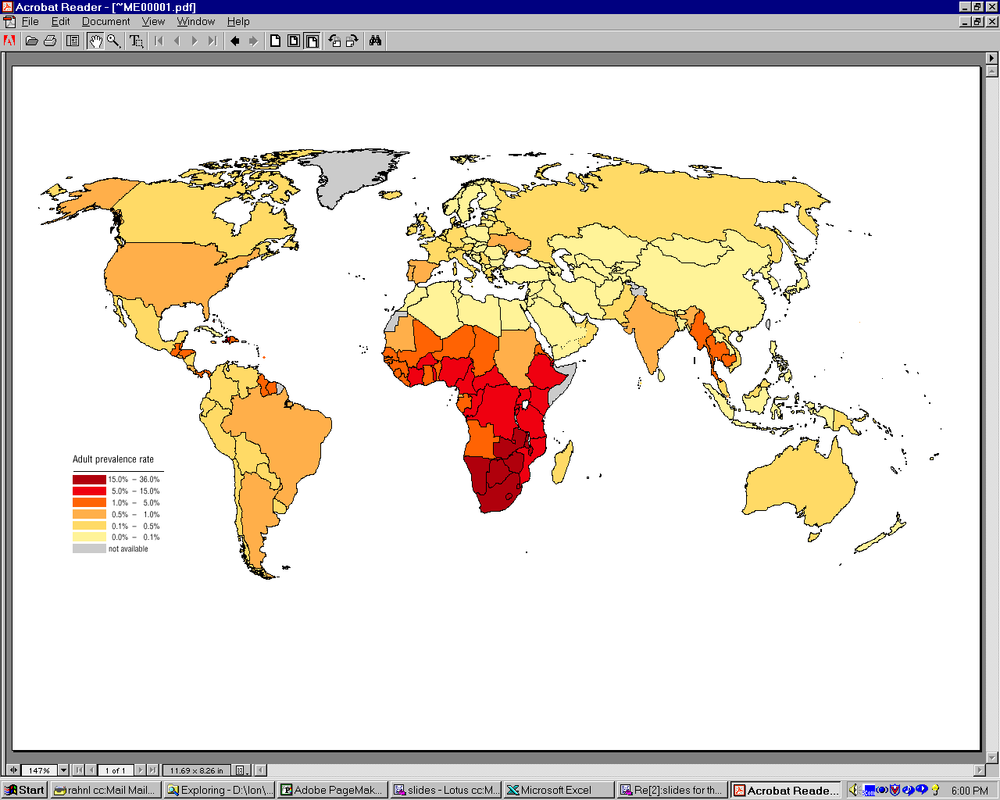 Acrobat Reader - [~ME00001.pdf]
File Edit Document View Window Help
Adult prevalence rate
15.0% – 36.0%
5.0% – 15.0%
1.0% – 5.0%
0.5% – 1.0%
0.1% – 0.5%
0.0% – 0.1%
not available
147% 1 of 1 11.69 x 8.26 in
Start rahnl cc:Mail Mail... Exploring - D:\Ion\... Adobe PageMak... slides - Lotus cc:M... Microsoft Excel Re[2]:slides for th... Acrobat Reade... 6:00 PM